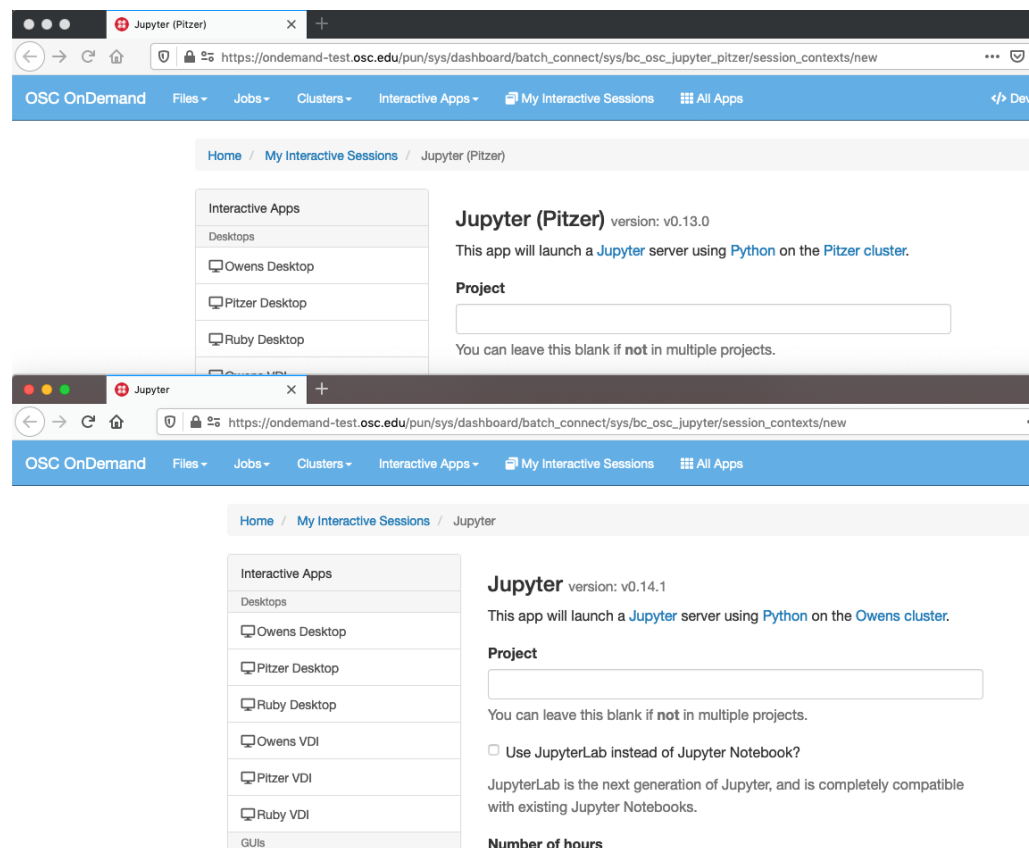 Jupyter (Pitzer)
https://ondemand-test.osc.edu/pun/sys/dashboard/batch_connect/sys/bc_osc_jupyter_pitzer/session_contexts/new
OSC OnDemand Files Jobs Clusters Interactive Apps My Interactive Sessions All Apps </> Dev
Home / My Interactive Sessions / Jupyter (Pitzer)
Interactive Apps
Desktops
Owens Desktop
Pitzer Desktop
Ruby Desktop
Owens VDI
Jupyter (Pitzer) version: v0.13.0
This app will launch a Jupyter server using Python on the Pitzer cluster.
Project
You can leave this blank if not in multiple projects.
Jupyter
https://ondemand-test.osc.edu/pun/sys/dashboard/batch_connect/sys/bc_osc_jupyter/session_contexts/new
OSC OnDemand Files Jobs Clusters Interactive Apps My Interactive Sessions All Apps
Home / My Interactive Sessions / Jupyter
Interactive Apps
Desktops
Owens Desktop
Pitzer Desktop
Ruby Desktop
Owens VDI
Pitzer VDI
Ruby VDI
GUIs
Jupyter version: v0.14.1
This app will launch a Jupyter server using Python on the Owens cluster.
Project
You can leave this blank if not in multiple projects.
Use JupyterLab instead of Jupyter Notebook?
JupyterLab is the next generation of Jupyter, and is completely compatible
with existing Jupyter Notebooks.
Number of hours